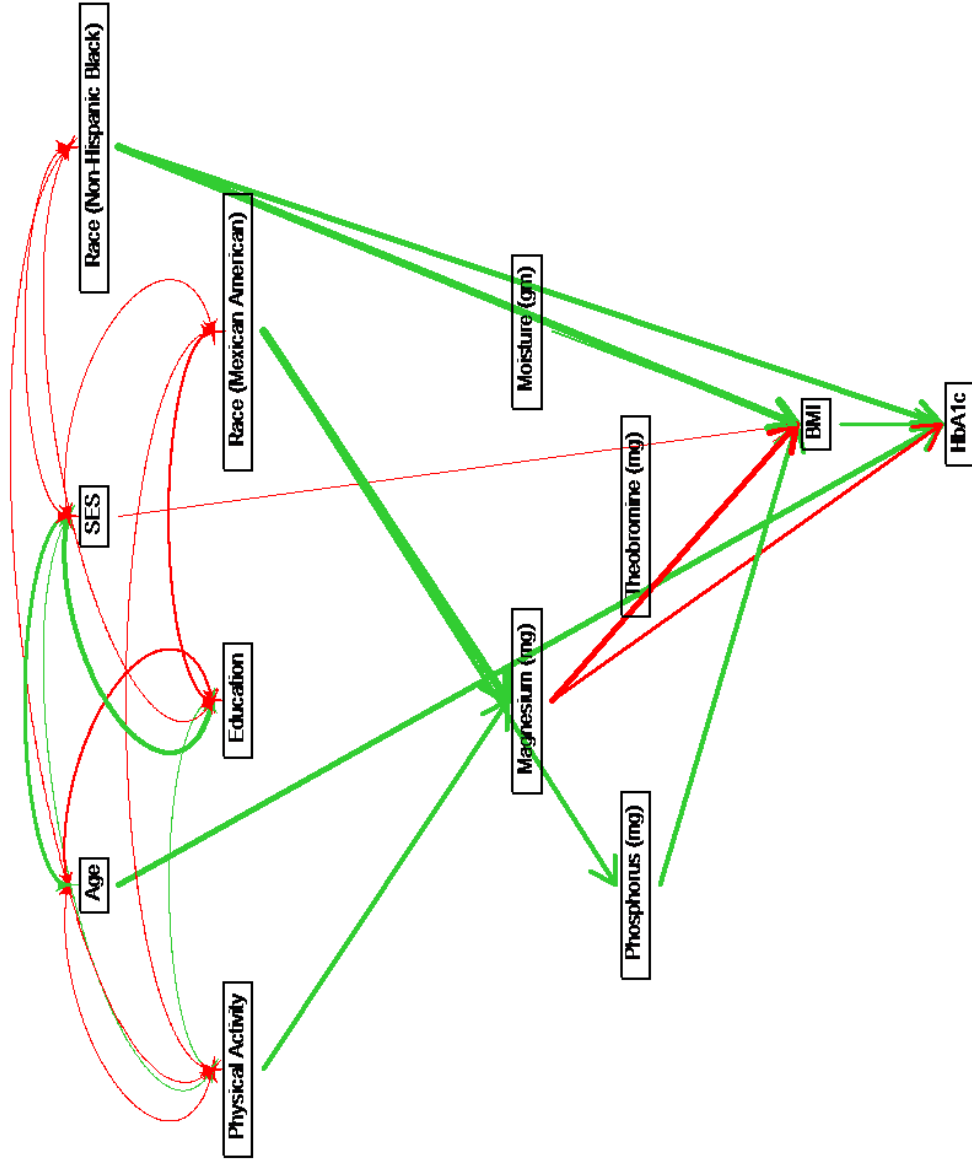 Race (Non-Hispanic Black)
SES
Age
Race (Mexican American)
Education
Physical Activity
Moisture (gm)
Magnesium (mg)
Theobromine (mg)
Phosphorus (mg)
BMI
HbA1c